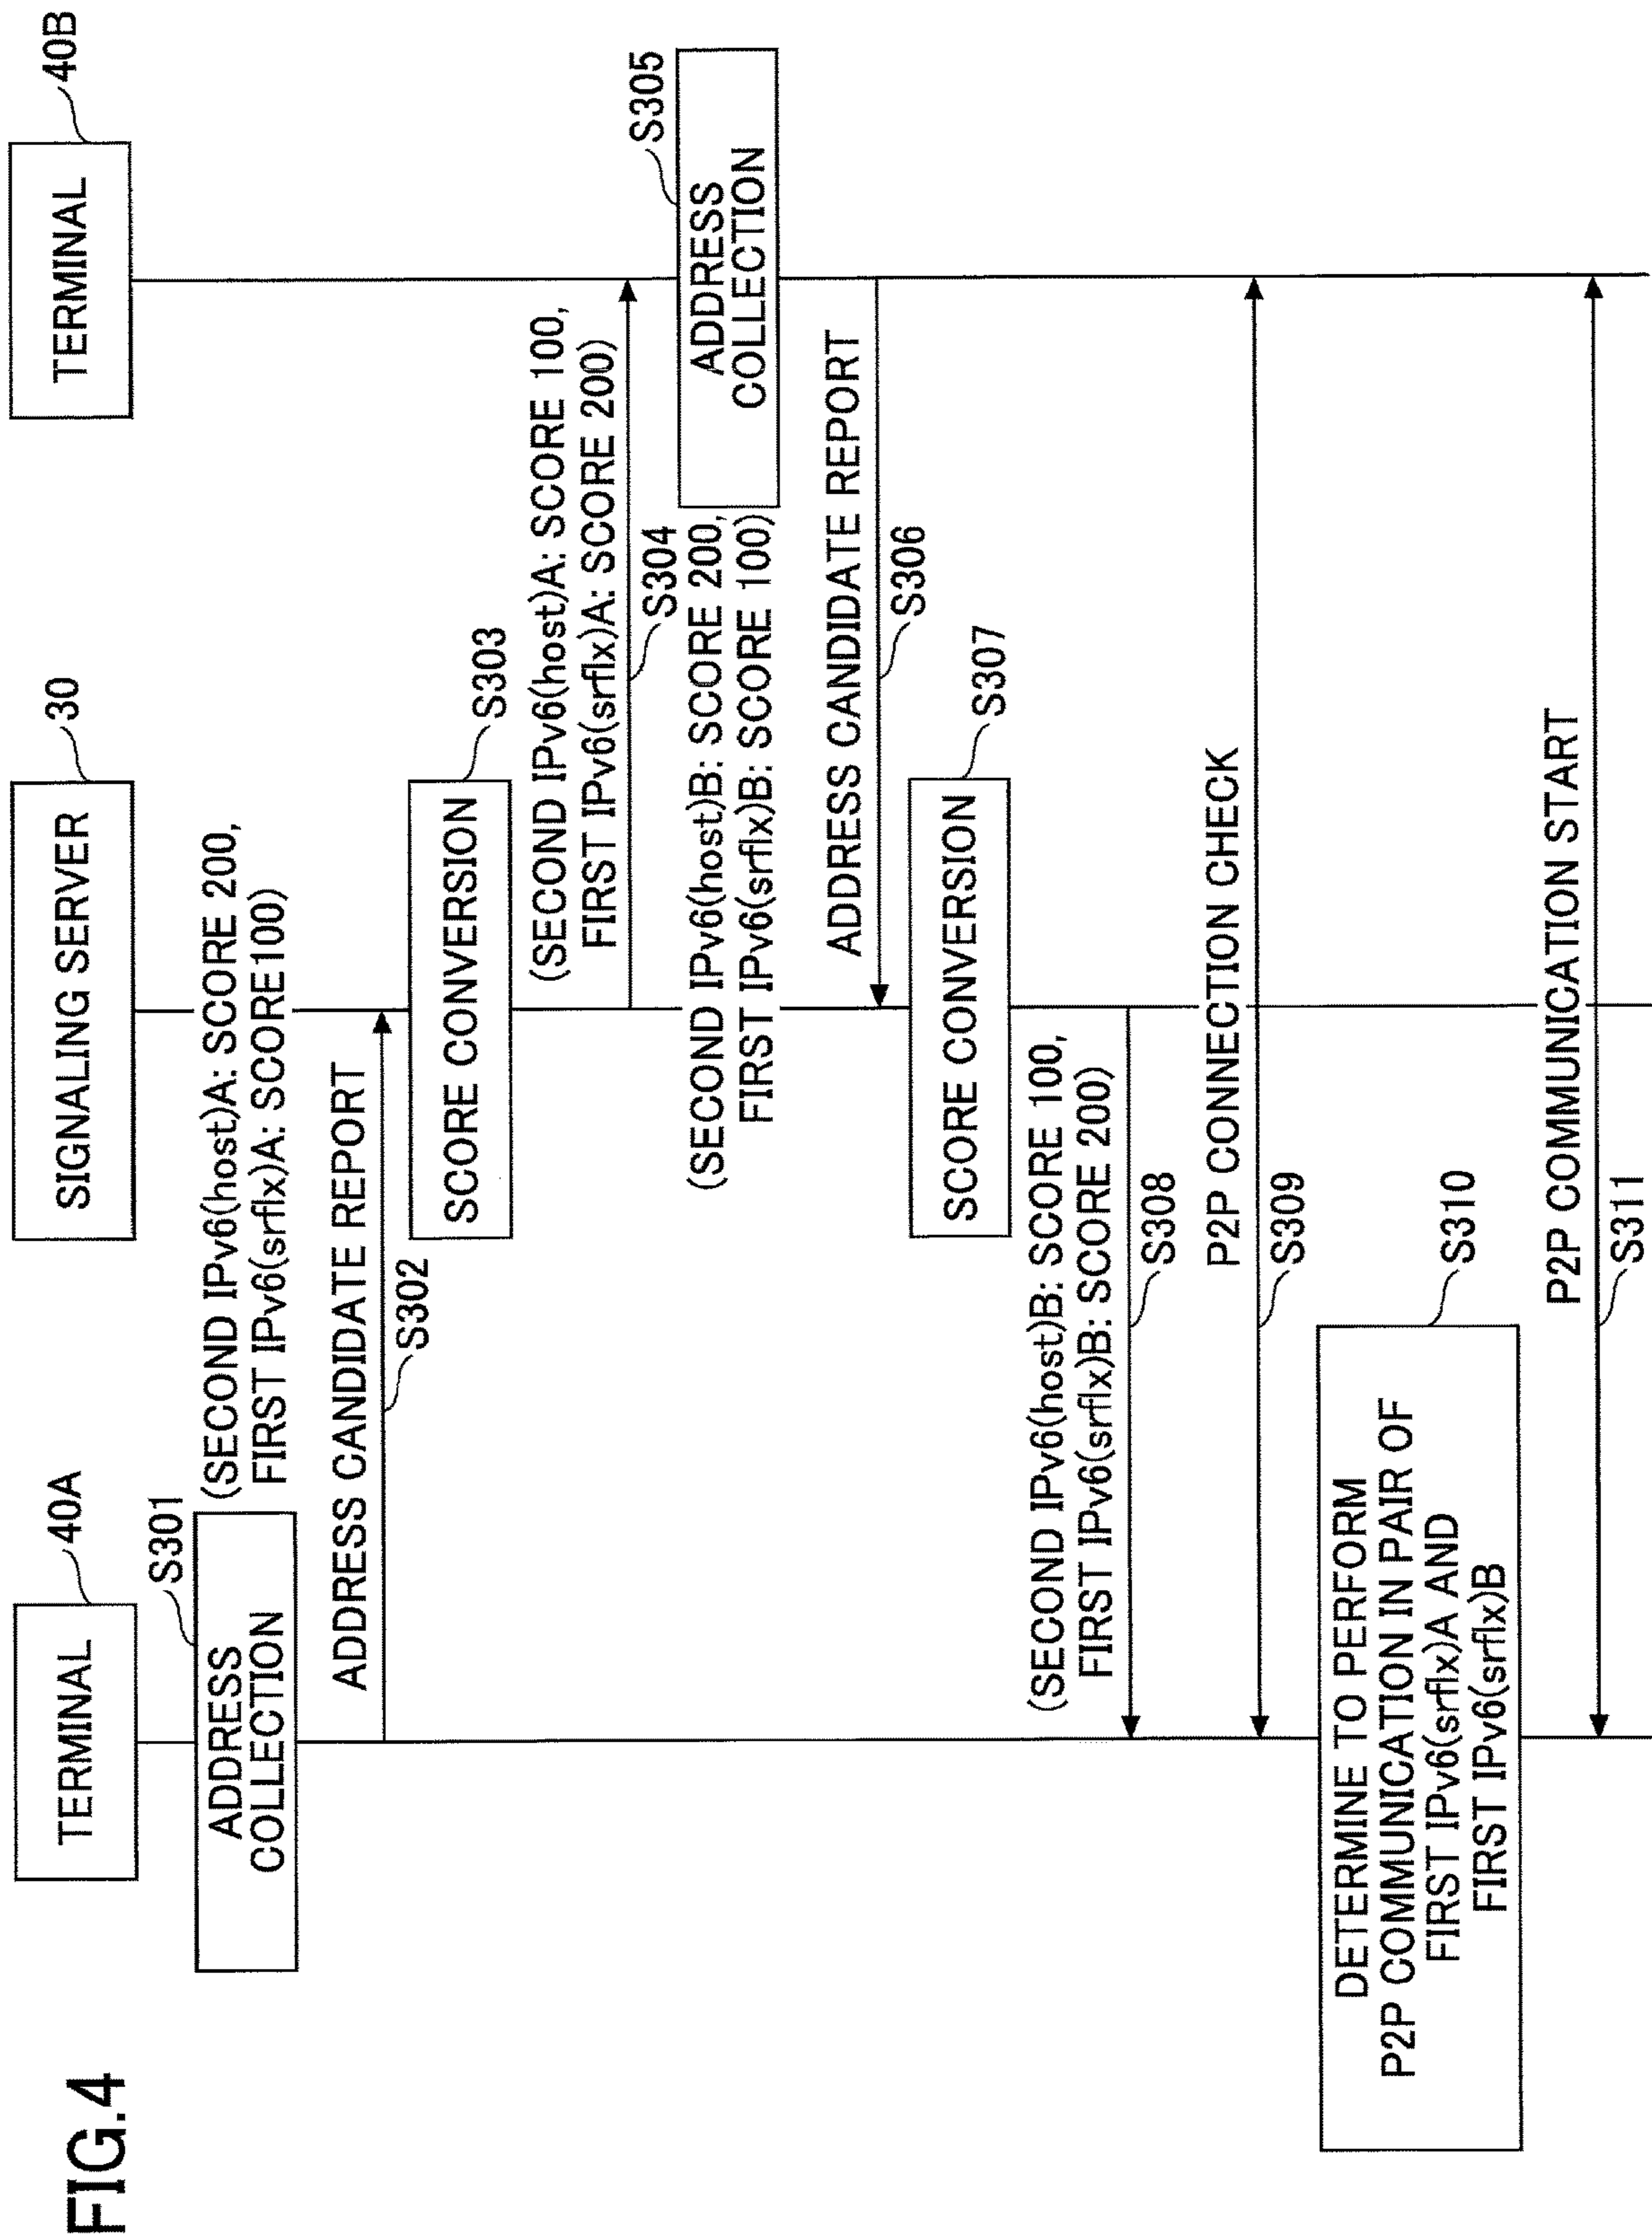 FIG.4
TERMINAL
40A
SIGNALING SERVER
30
TERMINAL
40B
S301
ADDRESS
COLLECTION
(SECOND IPv6(host)A: SCORE 200,
FIRST IPv6(srflx)A: SCORE100)
ADDRESS CANDIDATE REPORT
S302
SCORE CONVERSION
S303
(SECOND IPv6(host)A: SCORE 100,
FIRST IPv6(srflx)A: SCORE 200)
S304
S305
ADDRESS
COLLECTION
(SECOND IPv6(host)B: SCORE 200,
FIRST IPv6(srflx)B: SCORE 100)
ADDRESS CANDIDATE REPORT
S306
SCORE CONVERSION
S307
(SECOND IPv6(host)B: SCORE 100,
FIRST IPv6(srflx)B: SCORE 200)
S308
P2P CONNECTION CHECK
S309
DETERMINE TO PERFORM
P2P COMMUNICATION IN PAIR OF
FIRST IPv6(srflx)A AND
FIRST IPv6(srflx)B
S310
P2P COMMUNICATION START
S311